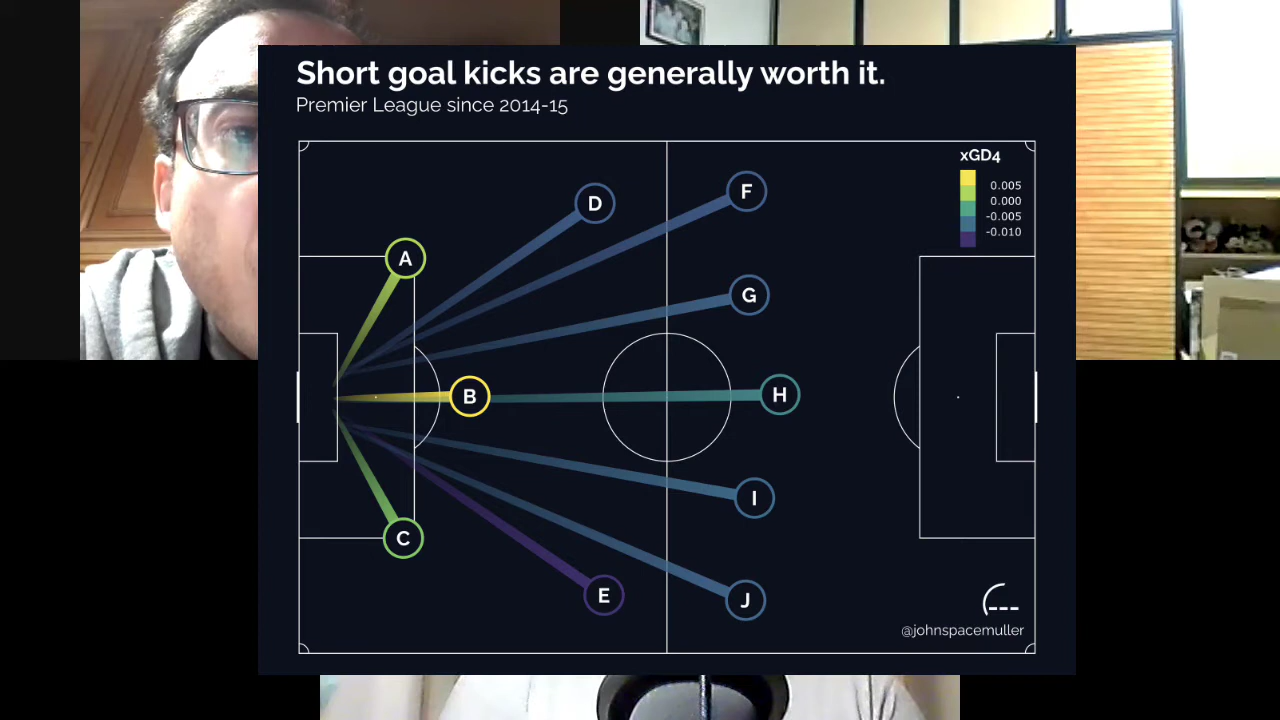 Short goal kicks are generally worth it.
Premier League since 2014-15
xGD4
0.005
0.000
-0.005
-0.010
D
F
A
G
B
H
I
C
E
J
@johnspacemuller